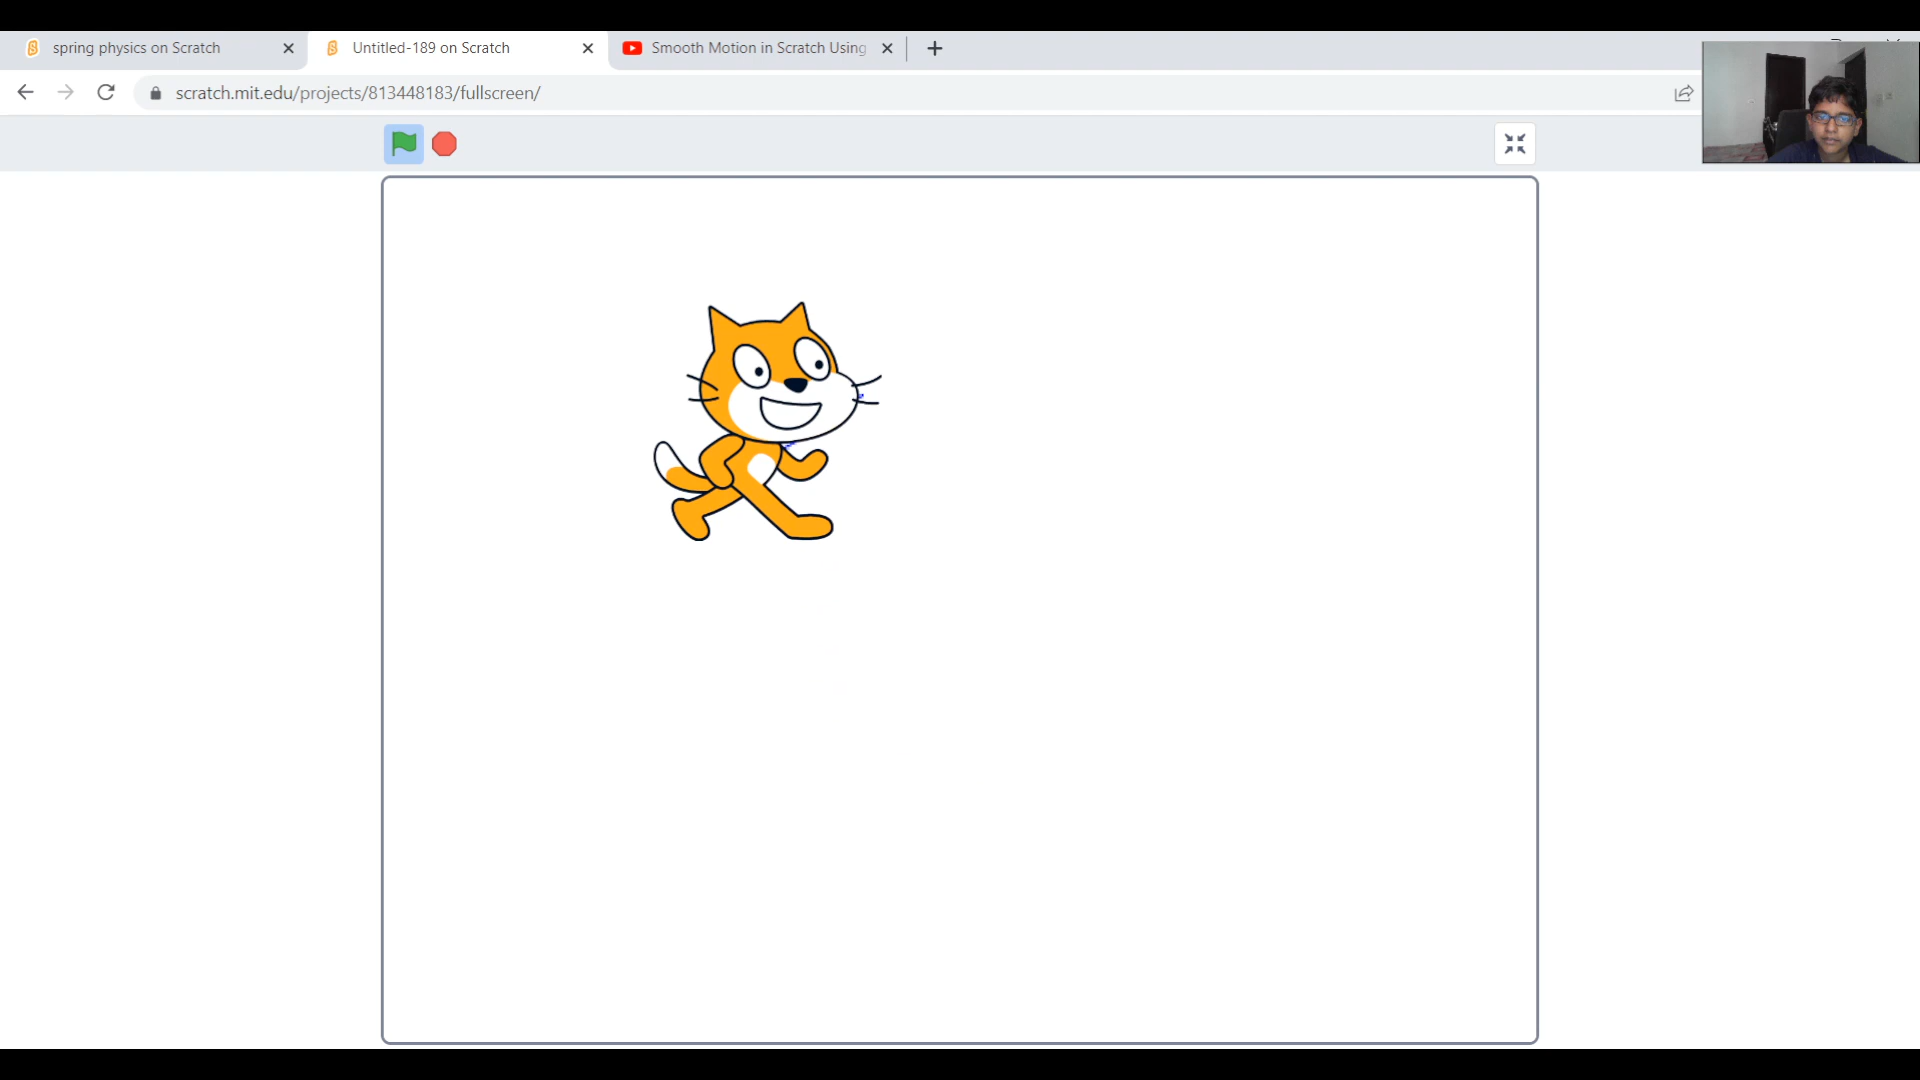 spring physics on Scratch
Untitled-189 on Scratch
Smooth Motion in Scratch Using
scratch.mit.edu/projects/813448183/fullscreen/